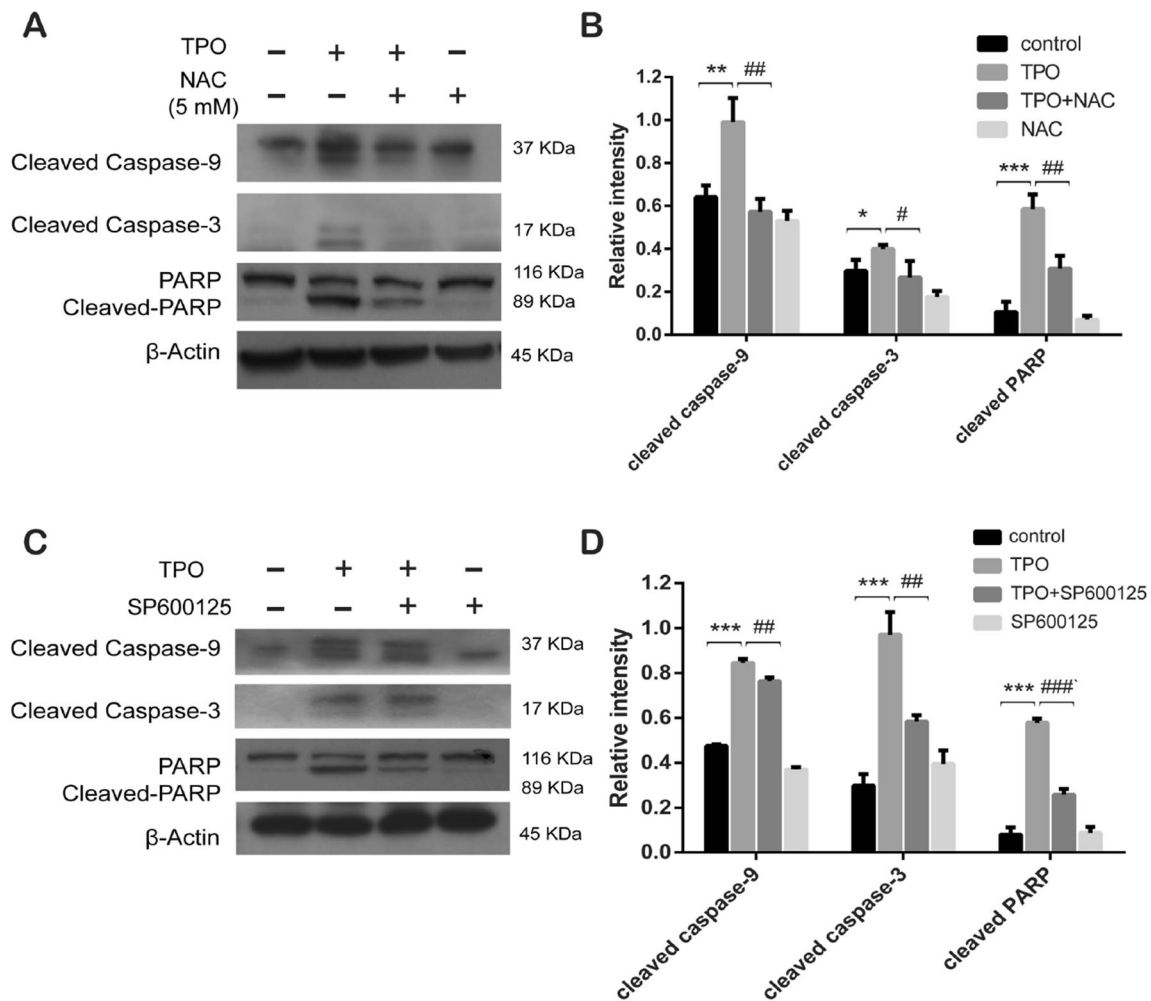 A
TPO − + + −
NAC
(5 mM) − − + +
Cleaved Caspase-9
37 KDa
Cleaved Caspase-3
17 KDa
PARP
116 KDa
Cleaved-PARP
89 KDa
β-Actin
45 KDa
B
control
TPO
TPO+NAC
NAC
Relative intensity
1.2
1.0
0.8
0.6
0.4
0.2
0.0
** ##
* #
*** ##
cleaved caspase-9
cleaved caspase-3
cleaved PARP
C
TPO − + + −
SP600125 − − + +
Cleaved Caspase-9
37 KDa
Cleaved Caspase-3
17 KDa
PARP
116 KDa
Cleaved-PARP
89 KDa
β-Actin
45 KDa
D
control
TPO
TPO+SP600125
SP600125
Relative intensity
1.2
1.0
0.8
0.6
0.4
0.2
0.0
*** ##
*** ##
*** ###`
cleaved caspase-9
cleaved caspase-3
cleaved PARP